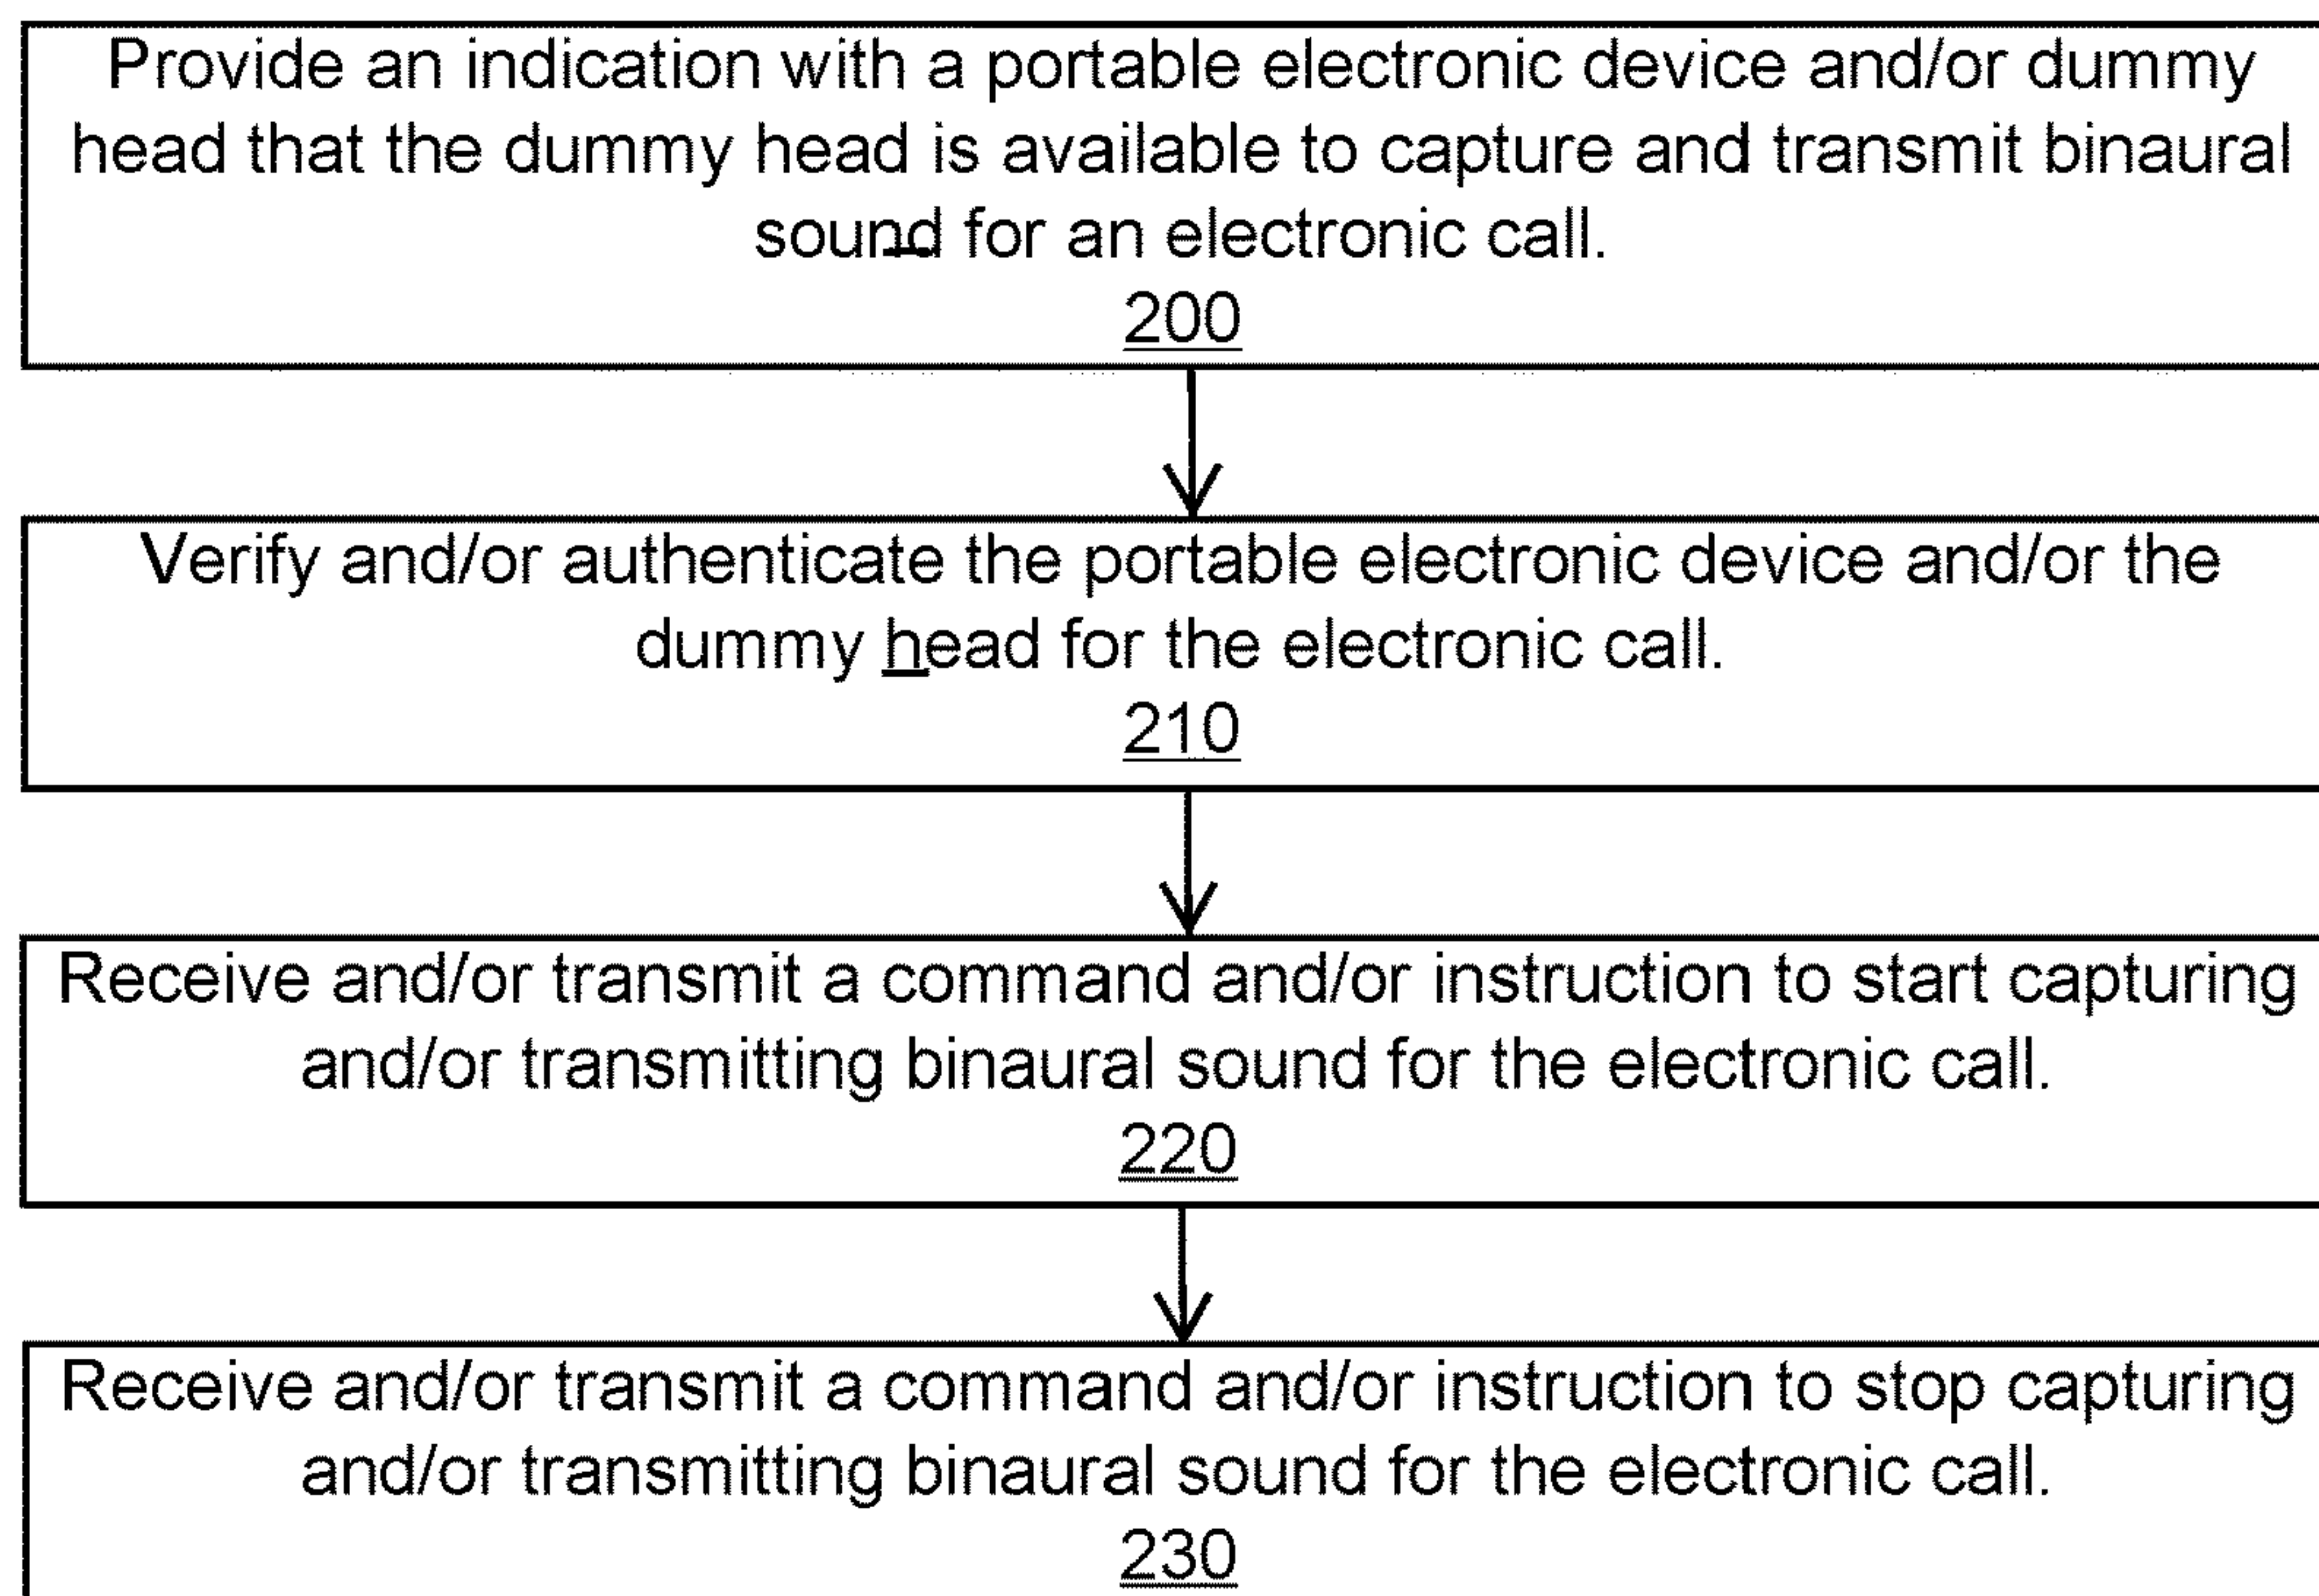 Provide an indication with a portable electronic device and/or dummy
head that the dummy head is available to capture and transmit binaural
sound for an electronic call.
200
Verify and/or authenticate the portable electronic device and/or the
dummy head for the electronic call.
210
Receive and/or transmit a command and/or instruction to start capturing
and/or transmitting binaural sound for the electronic call.
220
Receive and/or transmit a command and/or instruction to stop capturing
and/or transmitting binaural sound for the electronic call.
230